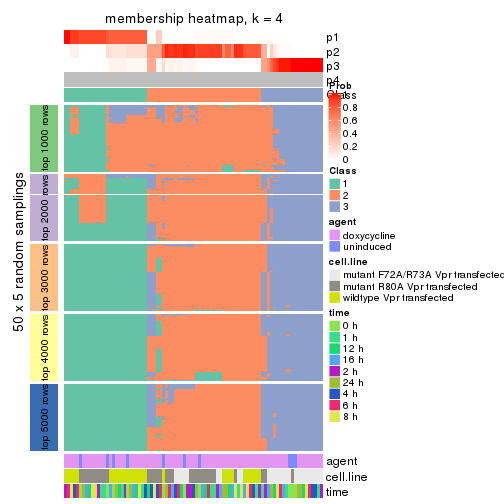 membership heatmap, k = 4
p1
p2
p3
p4
Class
Prob
1
0.8
0.6
0.4
0.2
0
Class
1
2
3
agent
doxycycline
uninduced
cell.line
mutant F72A/R73A Vpr transfected
mutant R80A Vpr transfected
wildtype Vpr transfected
time
0 h
1 h
12 h
16 h
2 h
24 h
4 h
6 h
8 h
50 x 5 random samplings
top 1000 rows
top 2000 rows
top 3000 rows
top 4000 rows
top 5000 rows
agent
cell.line
time